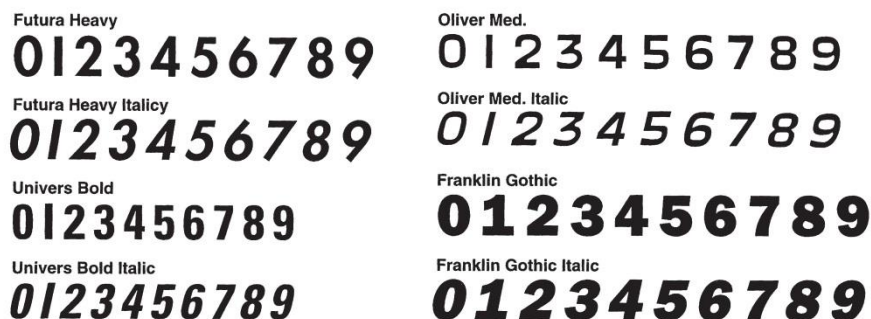 Futura Heavy
0123456789
Futura Heavy Italicy
0123456789
Univers Bold
0123456789
Univers Bold Italic
0123456789
Oliver Med.
0123456789
Oliver Med. Italic
0123456789
Franklin Gothic
0123456789
Franklin Gothic Italic
0123456789